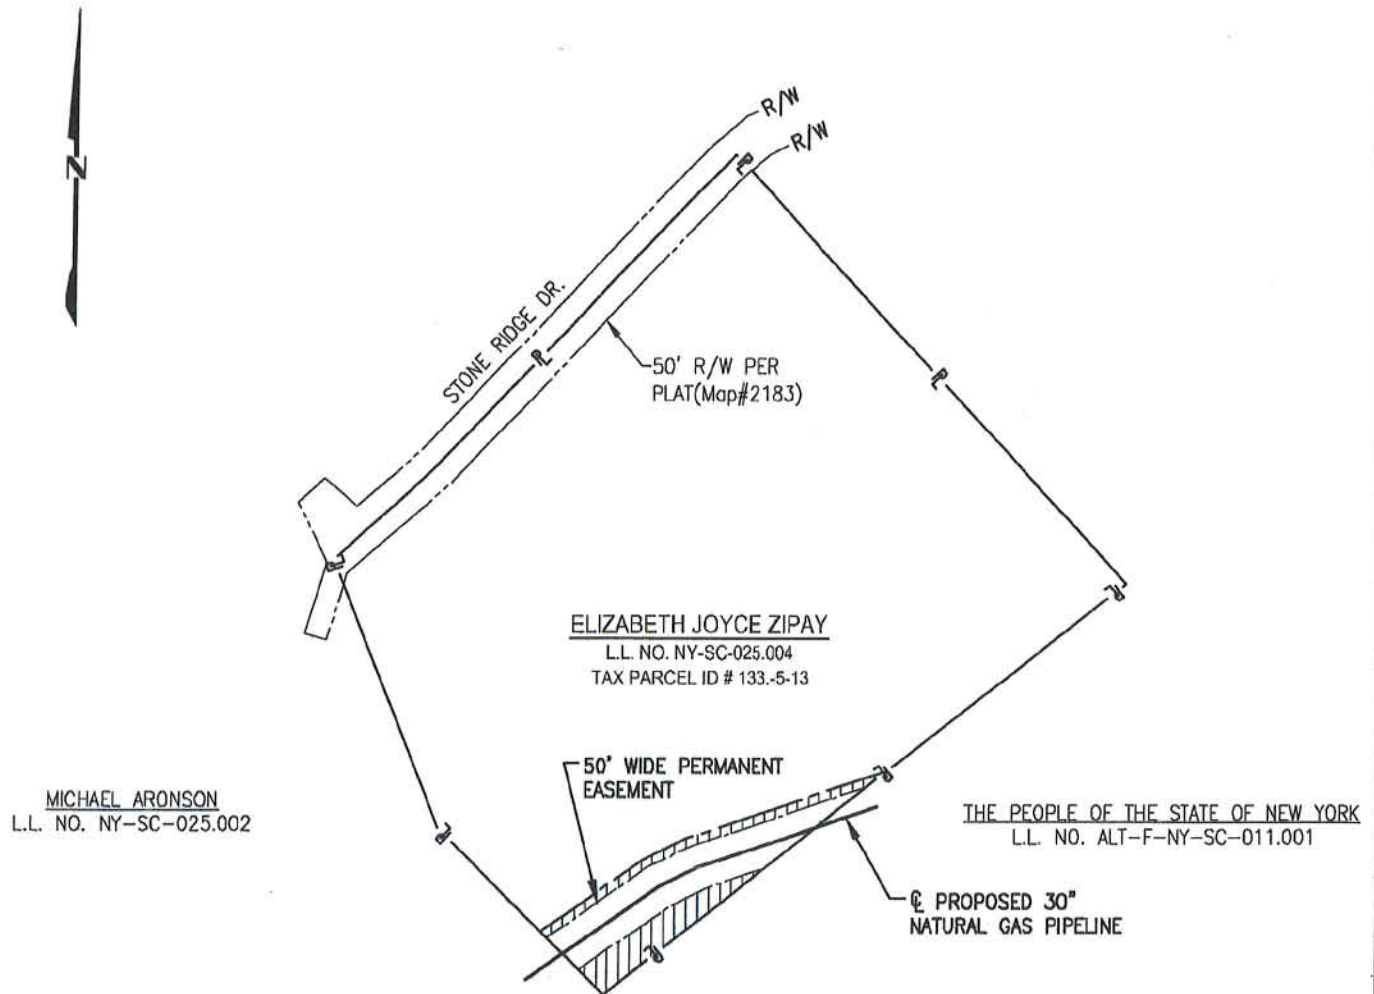 N
R/W
R/W
STONE RIDGE DR.
50' R/W PER
PLAT(Map#2183)
ELIZABETH JOYCE ZIPAY
L.L. NO. NY-SC-025.004
TAX PARCEL ID # 133.-5-13
50' WIDE PERMANENT
EASEMENT
MICHAEL ARONSON
L.L. NO. NY-SC-025.002
THE PEOPLE OF THE STATE OF NEW YORK
L.L. NO. ALT-F-NY-SC-011.001
℄ PROPOSED 30"
NATURAL GAS PIPELINE